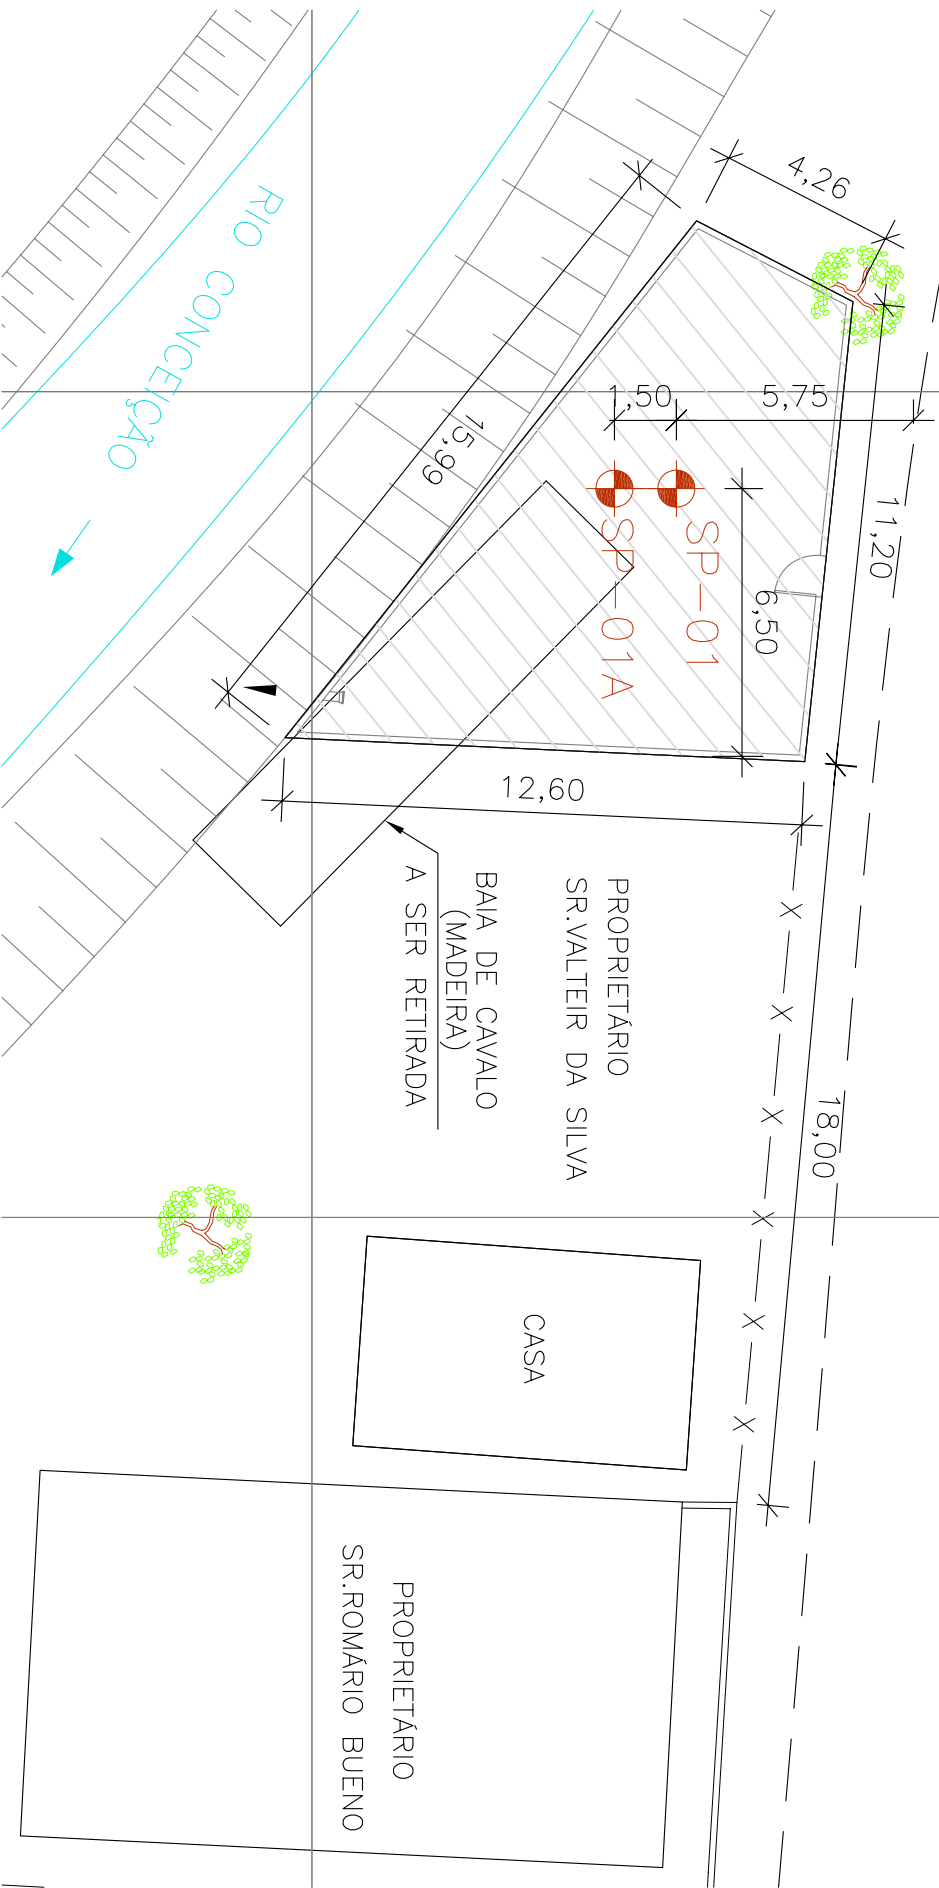 4,26
RIO CONCEIÇÃO
1,50
5,75
15,99
11,20
SP-01
SP-01A
6,50
12,60
PROPRIETÁRIO
SR.VALTEIR DA SILVA
BAIA DE CAVALO
(MADEIRA)
A SER RETIRADA
18,00
CASA
PROPRIETÁRIO
SR.ROMÁRIO BUENO